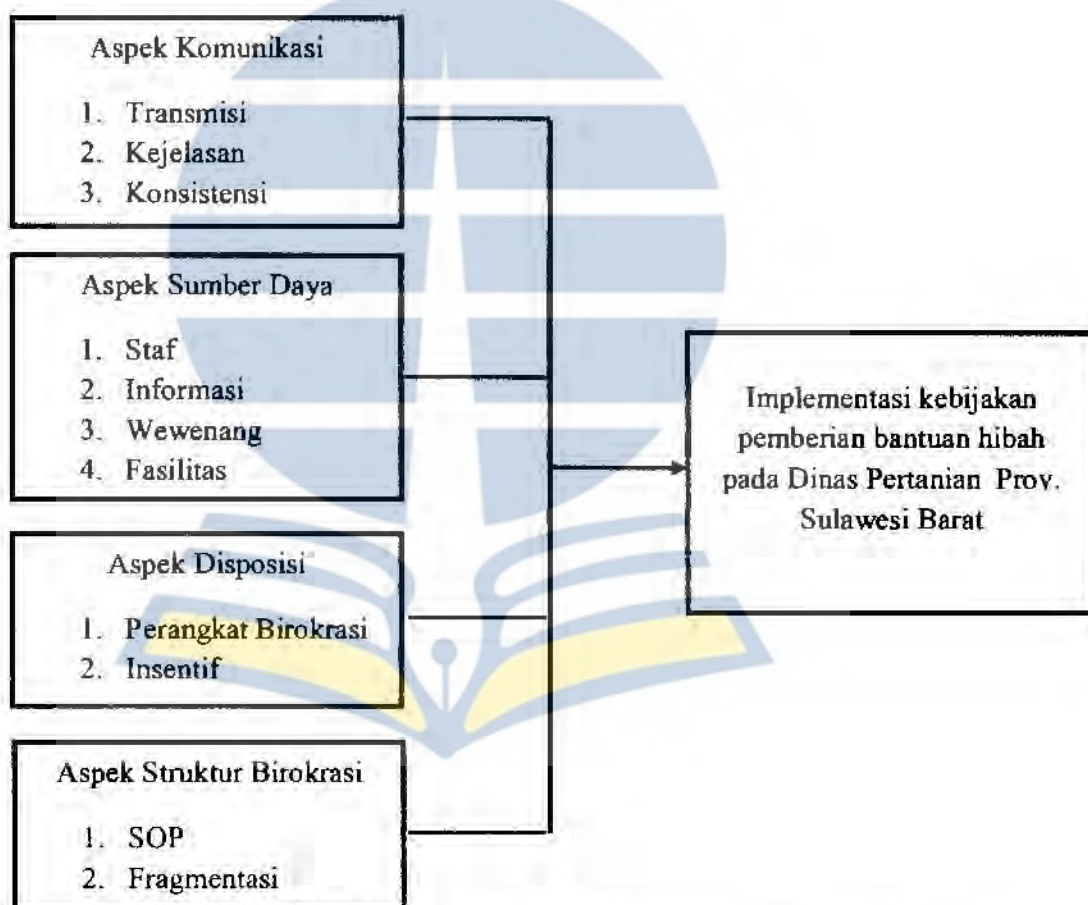 Aspek Komunikasi
1. Transmisi
2. Kejelasan
3. Konsistensi
Aspek Sumber Daya
1. Staf
2. Informasi
3. Wewenang
4. Fasilitas
Aspek Disposisi
1. Perangkat Birokrasi
2. Insentif
Aspek Struktur Birokrasi
1. SOP
2. Fragmentasi
Implementasi kebijakan
pemberian bantuan hibah
pada Dinas Pertanian Prov.
Sulawesi Barat